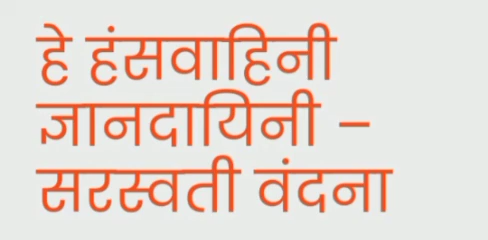 हे हंसवाहिनी
ज्ञानदायिनी –
सरस्वती वंदना